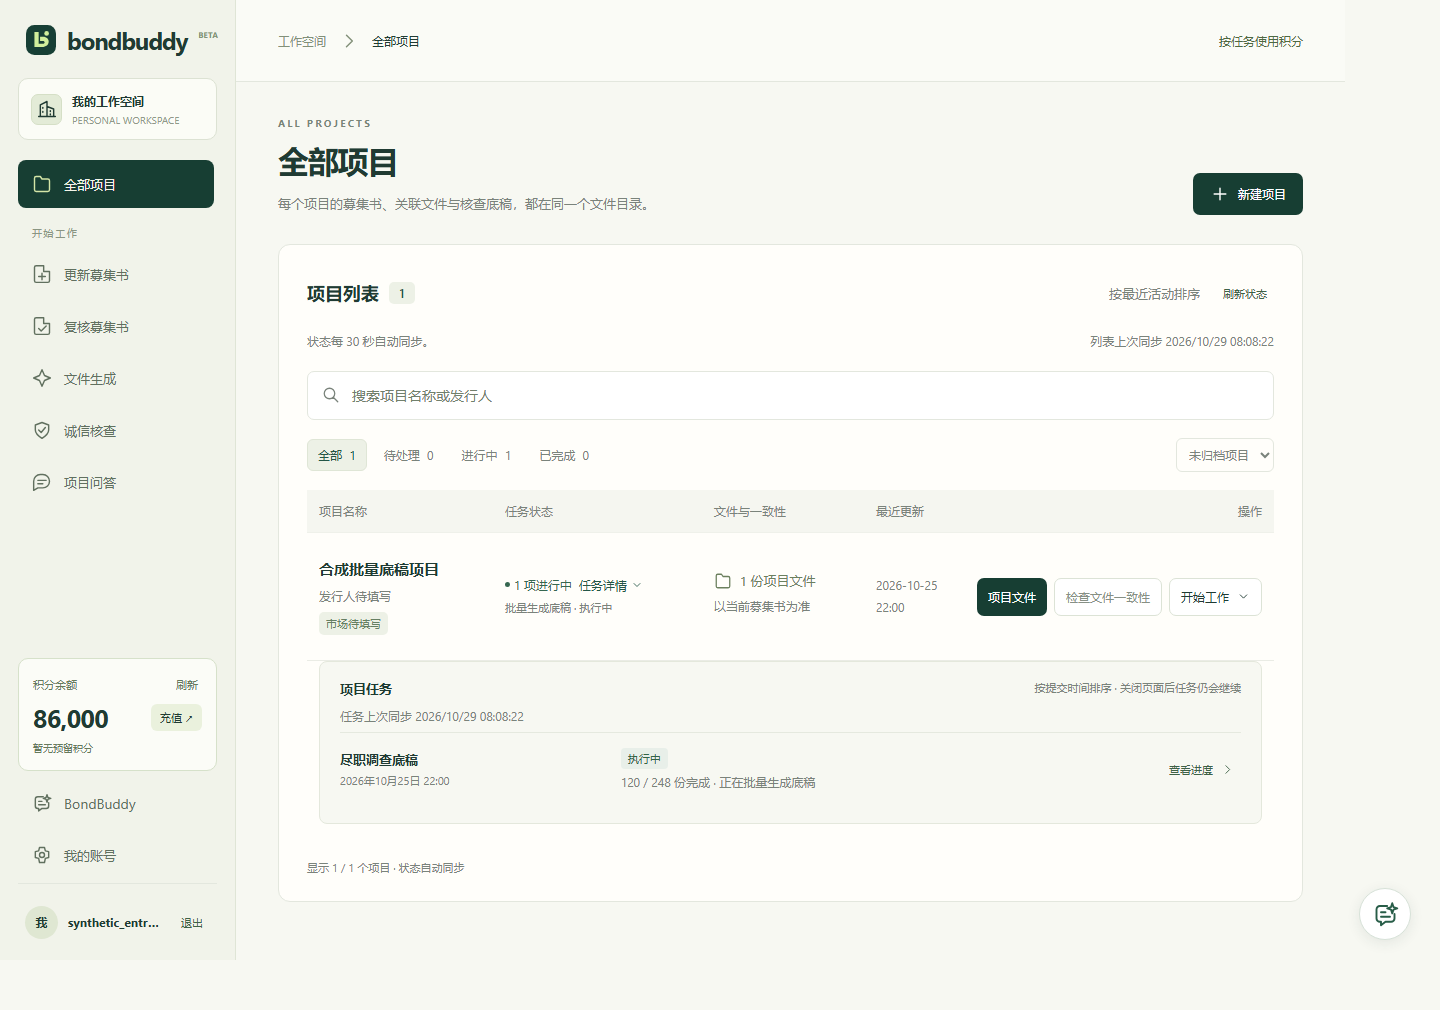 bondbuddy BETA
我的工作空间
PERSONAL WORKSPACE
全部项目
开始工作
更新募集书
复核募集书
文件生成
诚信核查
项目问答
积分余额 刷新
86,000 充值 ↗
暂无预留积分
BondBuddy
我的账号
我 synthetic_entr... 退出
工作空间 全部项目 按任务使用积分
ALL PROJECTS
全部项目
每个项目的募集书、关联文件与核查底稿，都在同一个文件目录。
新建项目
项目列表 1 按最近活动排序 刷新状态
状态每 30 秒自动同步。 列表上次同步 2026/10/29 08:08:22
搜索项目名称或发行人
全部 1 待处理 0 进行中 1 已完成 0 未归档项目
项目名称 任务状态 文件与一致性 最近更新 操作
合成批量底稿项目
发行人待填写
市场待填写
1 项进行中 任务详情
批量生成底稿 · 执行中
1 份项目文件
以当前募集书为准
2026-10-25
22:00
项目文件 检查文件一致性 开始工作
项目任务 按提交时间排序 · 关闭页面后任务仍会继续
任务上次同步 2026/10/29 08:08:22
尽职调查底稿
2026年10月25日 22:00
执行中
120 / 248 份完成 · 正在批量生成底稿
查看进度
显示 1 / 1 个项目 · 状态自动同步